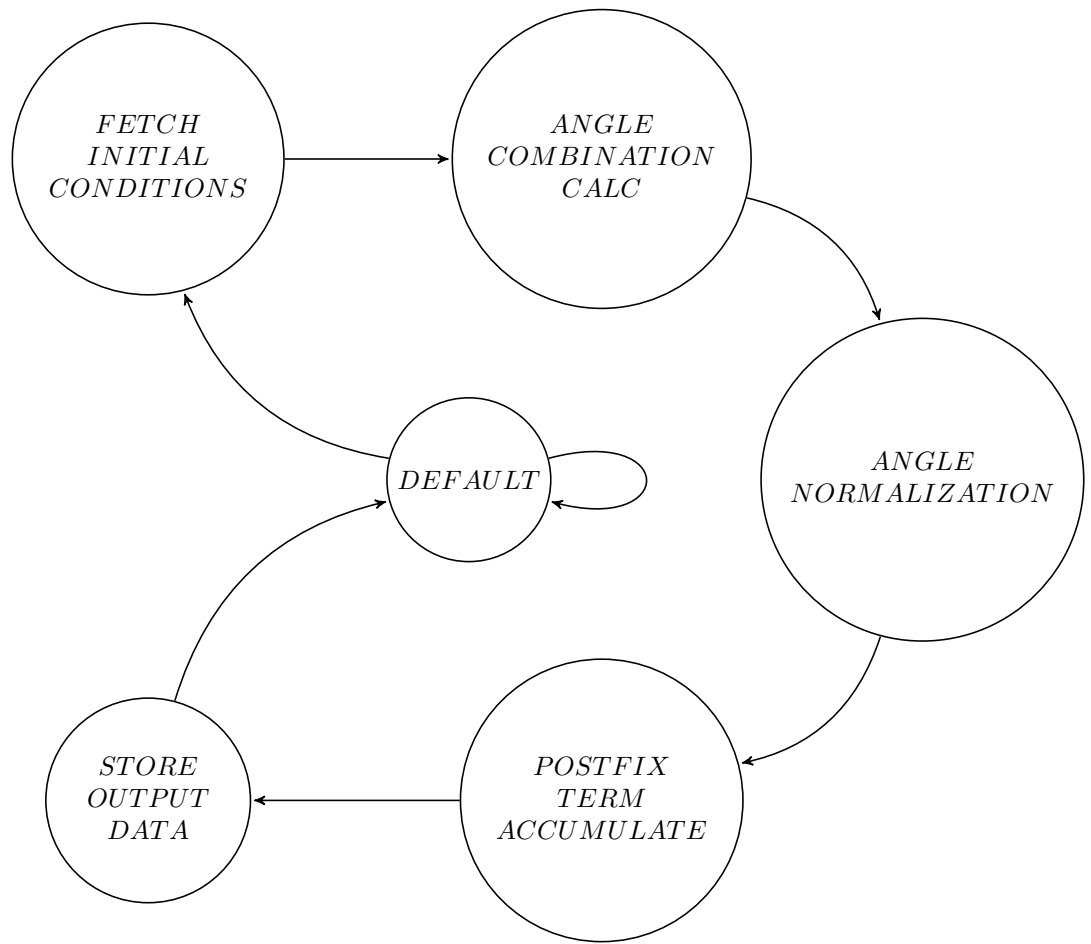 FETCH
INITIAL
CONDITIONS
ANGLE
COMBINATION
CALC
ANGLE
NORMALIZATION
DEFAULT
STORE
OUTPUT
DATA
POSTFIX
TERM
ACCUMULATE